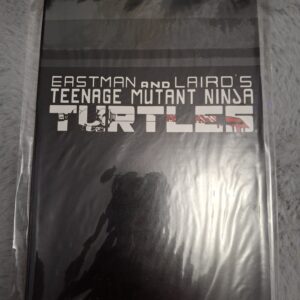 EASTMAN AND LAIRD'S
TEENAGE MUTANT NINJA
TURTLES